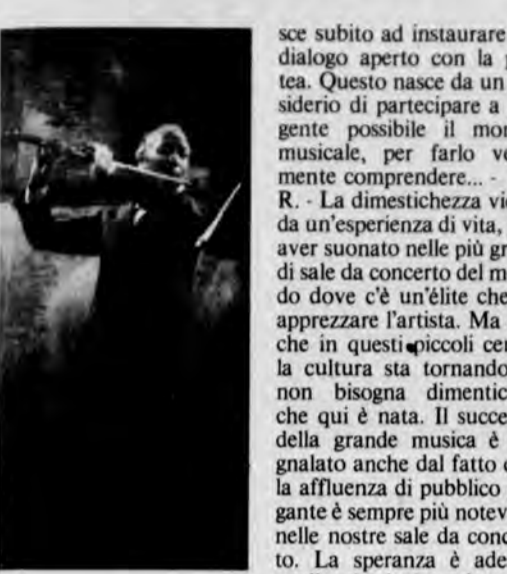 sce subito ad instaurare
dialogo aperto con la
tea. Questo nasce da un
siderio di partecipare a
gente possibile il mon
musicale, per farlo ve
mente comprendere... -
R. - La dimestichezza vie
da un'esperienza di vita,
aver suonato nelle più gr
di sale da concerto del m
do dove c'è un'élite che
apprezzare l'artista. Ma
che in questi piccoli cen
la cultura sta tornando
non bisogna dimentic
che qui è nata. Il succe
della grande musica è
gnalato anche dal fatto c
la affluenza di pubblico
gante è sempre più notev
nelle nostre sale da conc
to. La speranza è ade